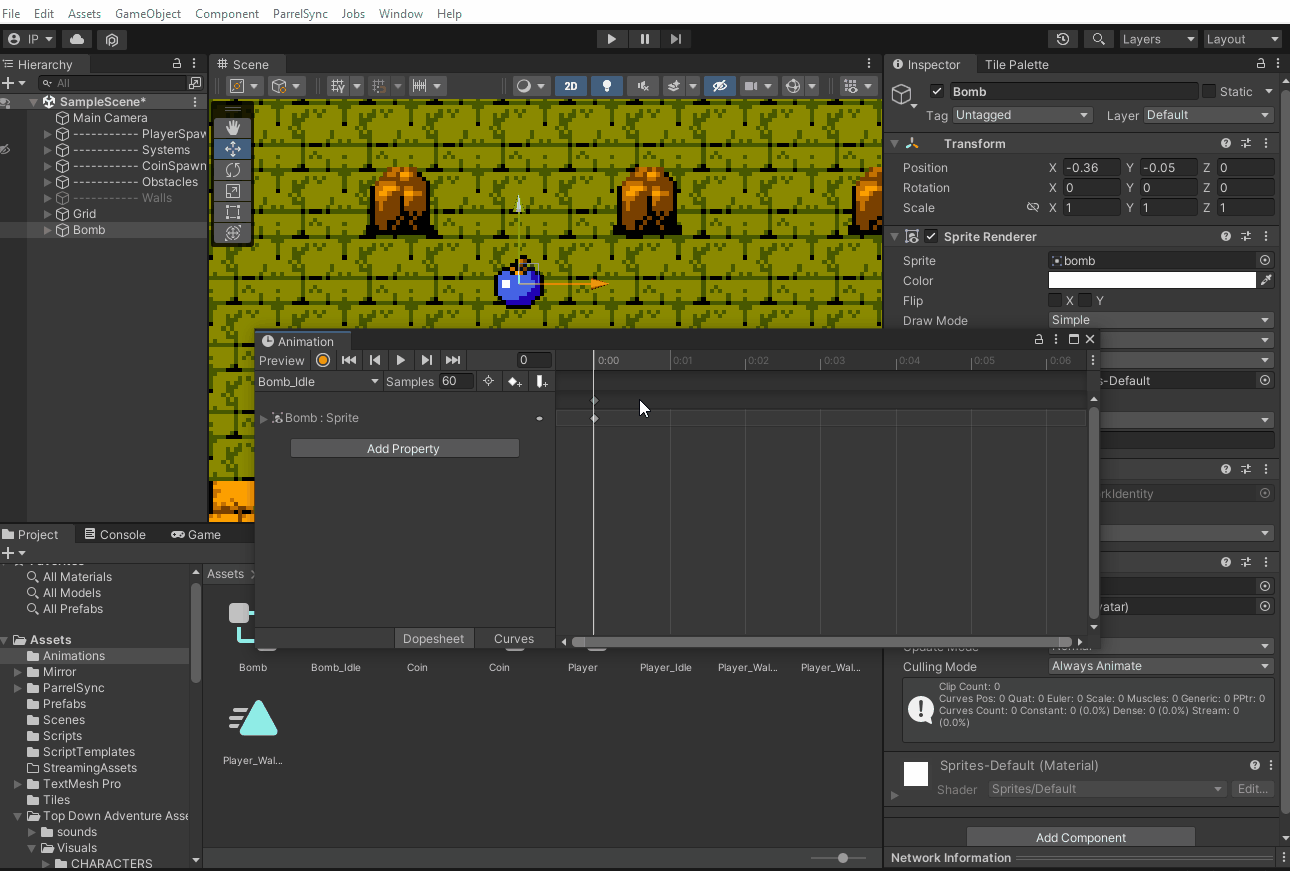 File Edit Assets GameObject Component ParrelSync Jobs Window Help
IP Layers Layout
Hierarchy
All
SampleScene*
Main Camera
----------- PlayerSpaw
----------- Systems
----------- CoinSpawn
----------- Obstacles
----------- Walls
Grid
Bomb
Scene
2D
Inspector Tile Palette
Bomb Static
Tag Untagged Layer Default
Transform
Position X -0.36 Y -0.05 Z 0
Rotation X 0 Y 0 Z 0
Scale X 1 Y 1 Z 1
Sprite Renderer
Sprite bomb
Color
Flip X Y
Draw Mode Simple
s-Default
rkIdentity
vatar)
Culling Mode Always Animate
Clip Count: 0
Curves Pos: 0 Quat: 0 Euler: 0 Scale: 0 Muscles: 0 Generic: 0 PPtr: 0
Curves Count: 0 Constant: 0 (0.0%) Dense: 0 (0.0%) Stream: 0
(0.0%)
Sprites-Default (Material)
Shader Sprites/Default Edit...
Add Component
Network Information
Animation
Preview 0 0:00 0:01 0:02 0:03 0:04 0:05 0:06
Bomb_Idle Samples 60
Bomb : Sprite
Add Property
Dopesheet Curves
Project Console Game
All Materials
All Models
All Prefabs
Assets
Animations
Mirror
ParrelSync
Prefabs
Scenes
Scripts
ScriptTemplates
StreamingAssets
TextMesh Pro
Tiles
Top Down Adventure Asse
sounds
Visuals
CHARACTERS
Assets
Bomb Bomb_Idle Coin Coin Player Player_Idle Player_Wal... Player_Wal...
Player_Wal...